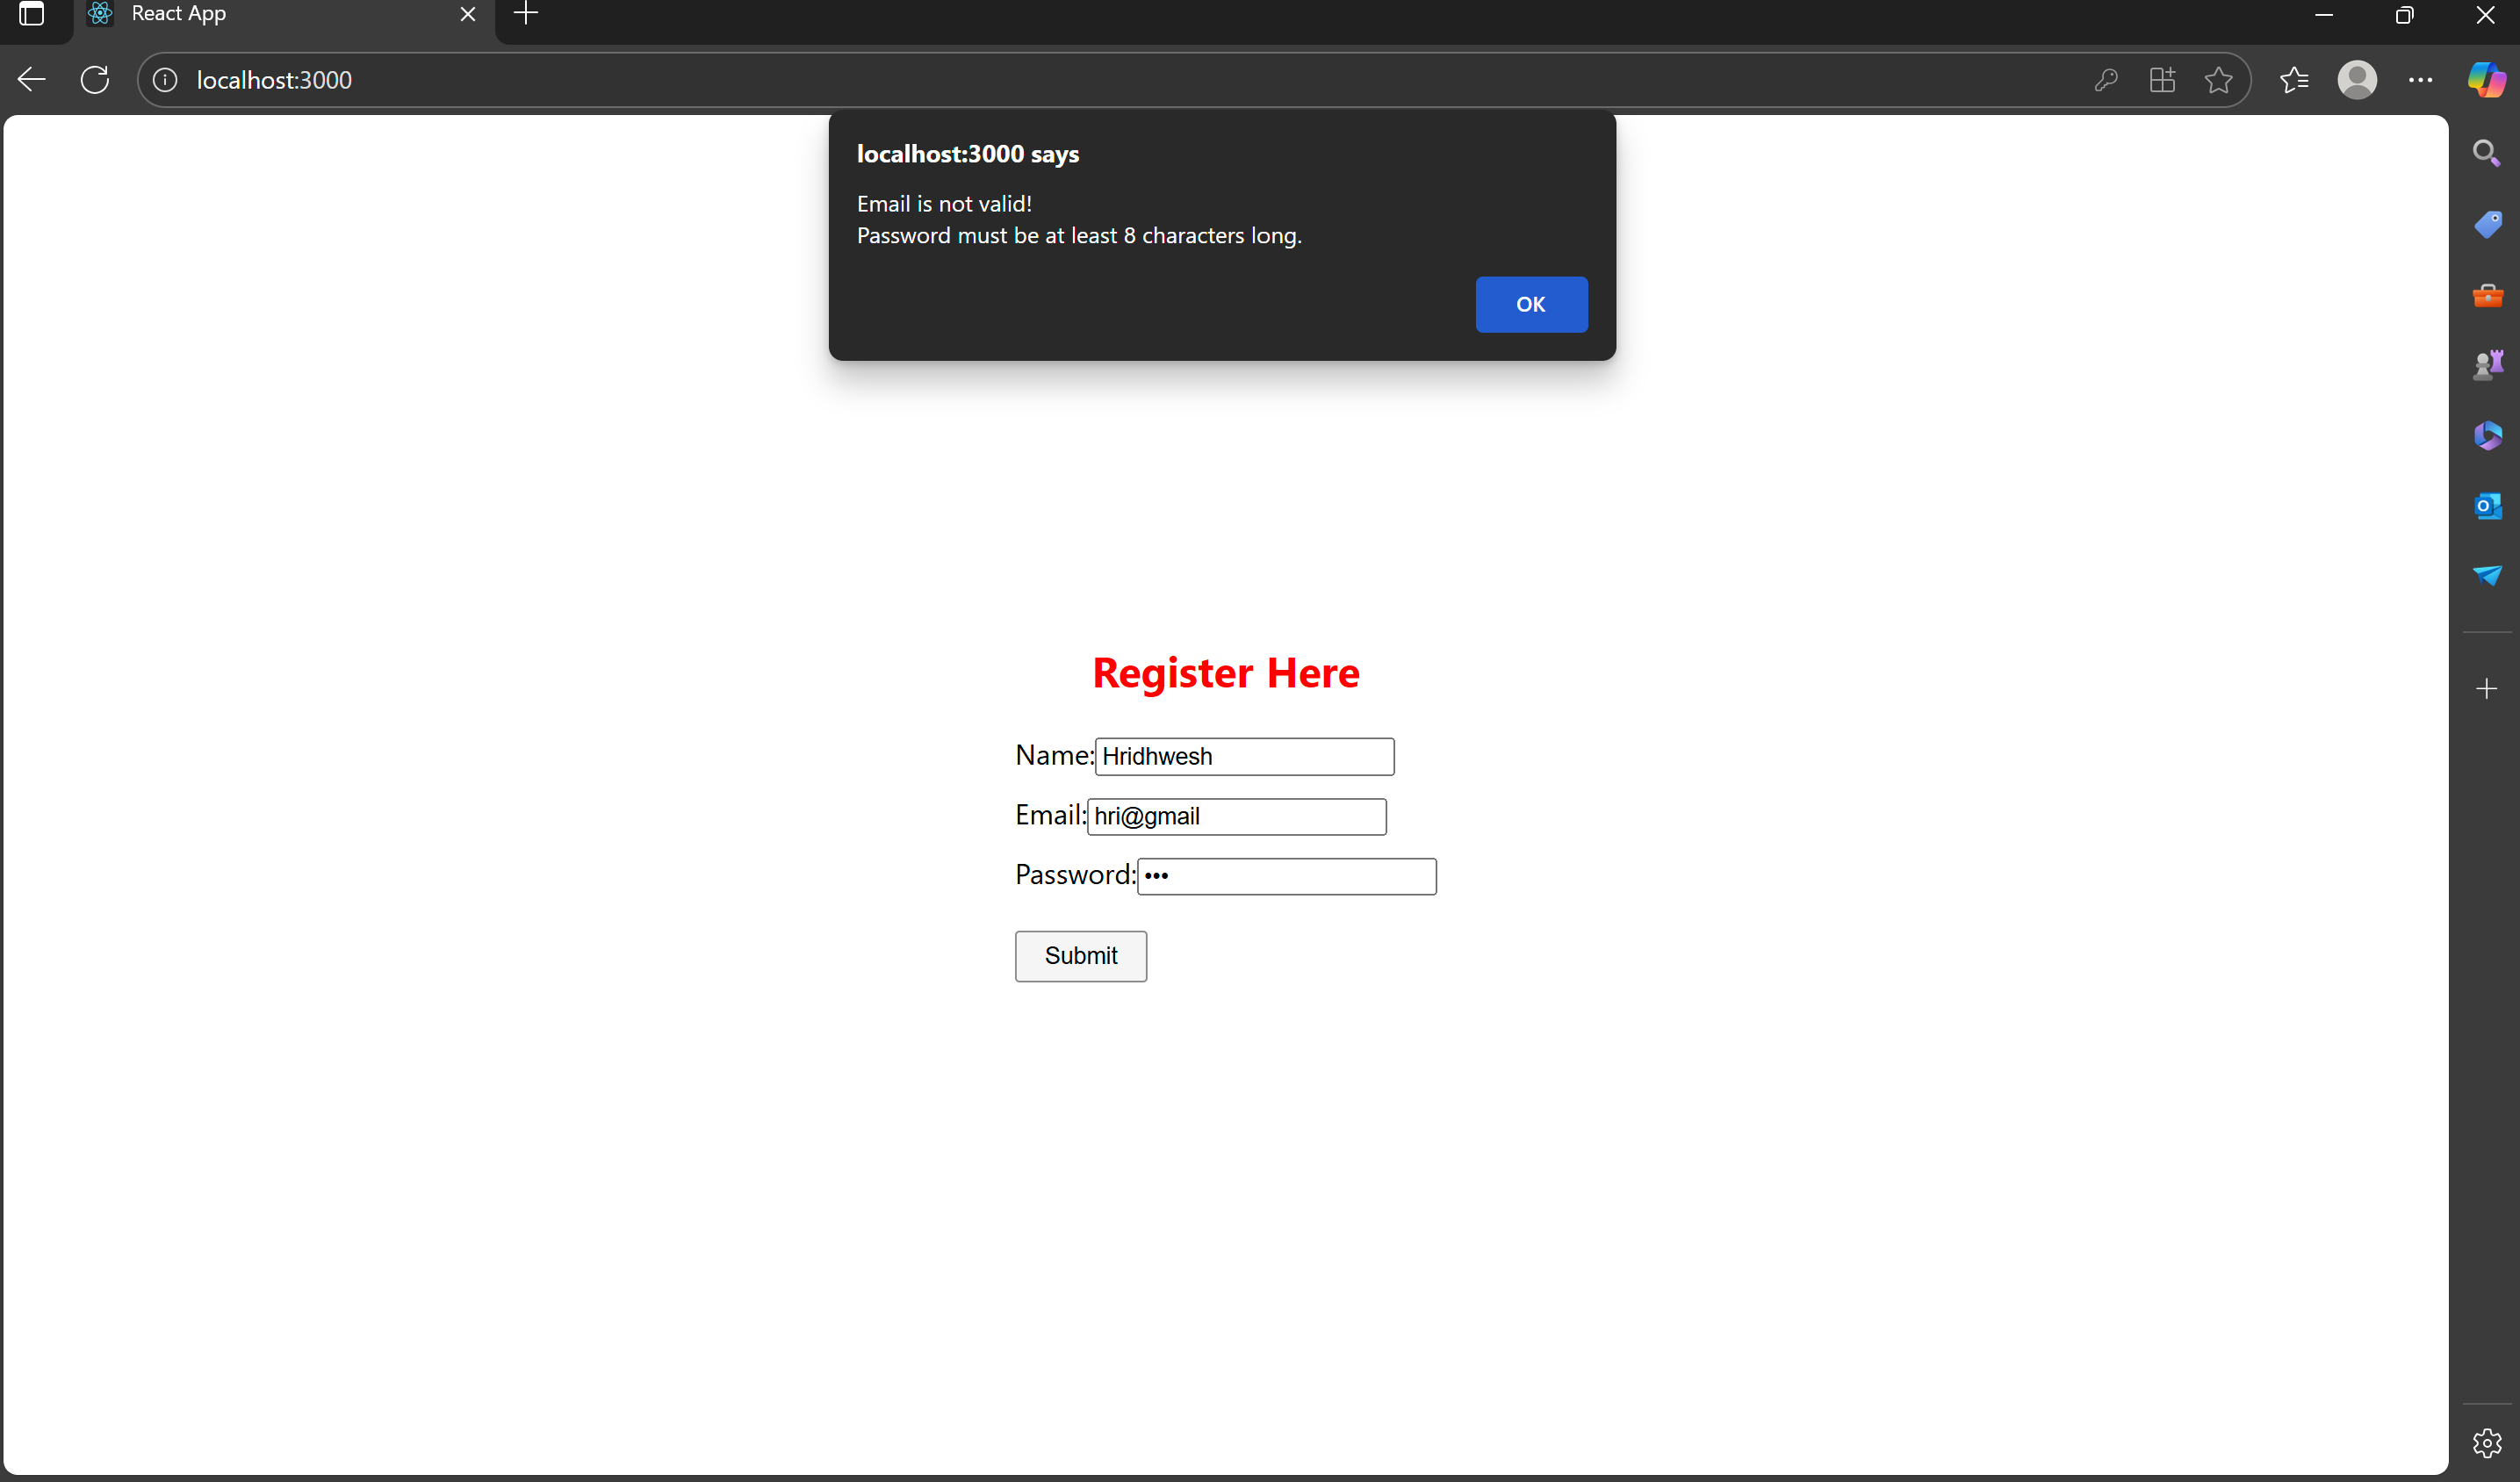 React App
localhost:3000
localhost:3000 says
Email is not valid!
Password must be at least 8 characters long.
OK
Register Here
Name: Hridhwesh
Email: hri@gmail
Password: •••
Submit